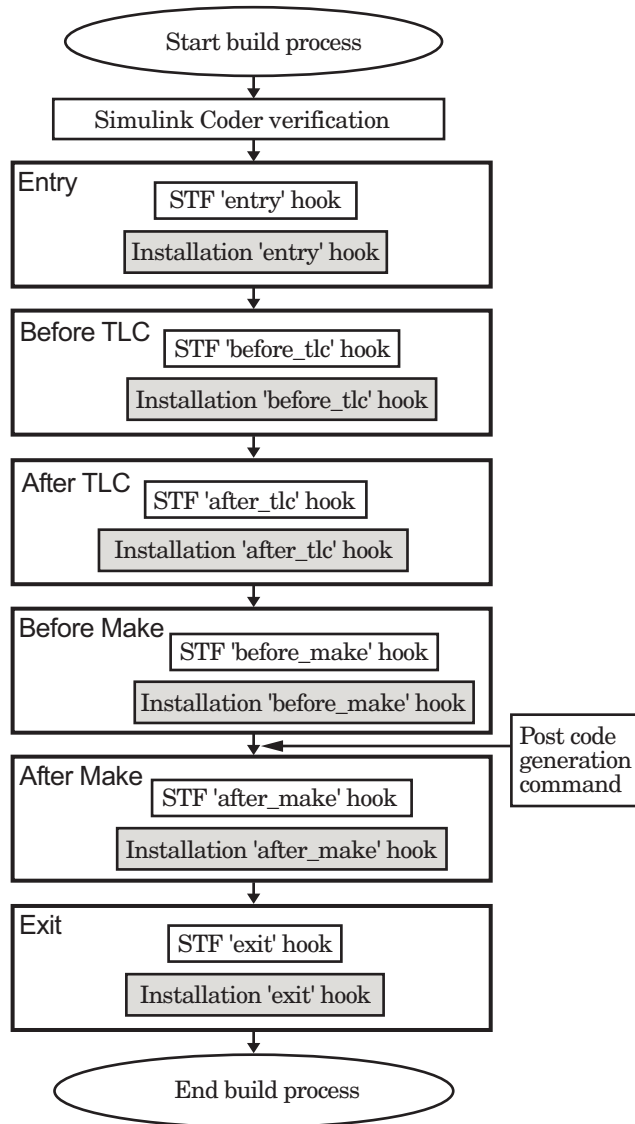 Start build process
Simulink Coder verification
Entry
STF 'entry' hook
Installation 'entry' hook
Before TLC
STF 'before_tlc' hook
Installation 'before_tlc' hook
After TLC
STF 'after_tlc' hook
Installation 'after_tlc' hook
Before Make
STF 'before_make' hook
Installation 'before_make' hook
Post code
generation
command
After Make
STF 'after_make' hook
Installation 'after_make' hook
Exit
STF 'exit' hook
Installation 'exit' hook
End build process